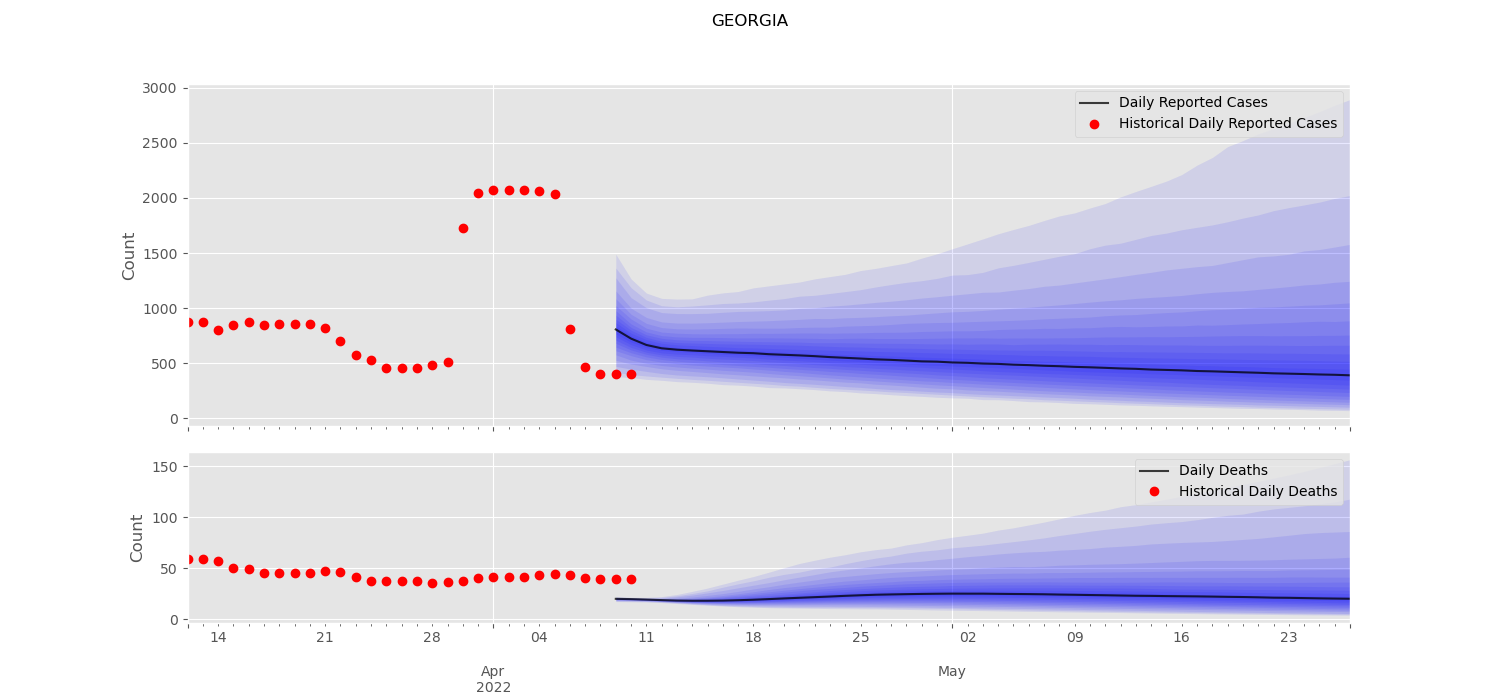 GEORGIA
3000
2500
2000
1500
1000
500
0
Count
Daily Reported Cases
Historical Daily Reported Cases
150
100
50
0
Count
Daily Deaths
Historical Daily Deaths
14 21 28 04 11 18 25 02 09 16 23
Apr May
2022